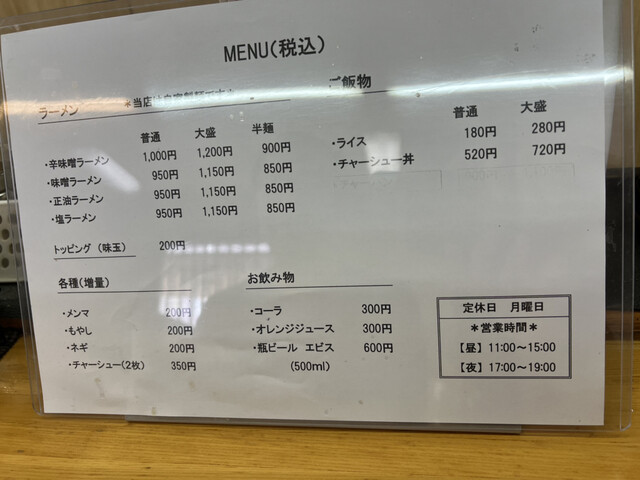 MENU(税込)
ラーメン ＊当店は自家製麺です＊
普通 大盛 半麺
・辛味噌ラーメン 1,000円 1,200円 900円
・味噌ラーメン 950円 1,150円 850円
・正油ラーメン 950円 1,150円 850円
・塩ラーメン 950円 1,150円 850円
トッピング（味玉） 200円
ご飯物
普通 大盛
・ライス 180円 280円
・チャーシュー丼 520円 720円
各種（増量）
・メンマ 200円
・もやし 200円
・ネギ 200円
・チャーシュー（2枚） 350円
お飲み物
・コーラ 300円
・オレンジジュース 300円
・瓶ビール エビス 600円
(500ml)
定休日 月曜日
＊営業時間＊
【昼】11:00～15:00
【夜】17:00～19:00